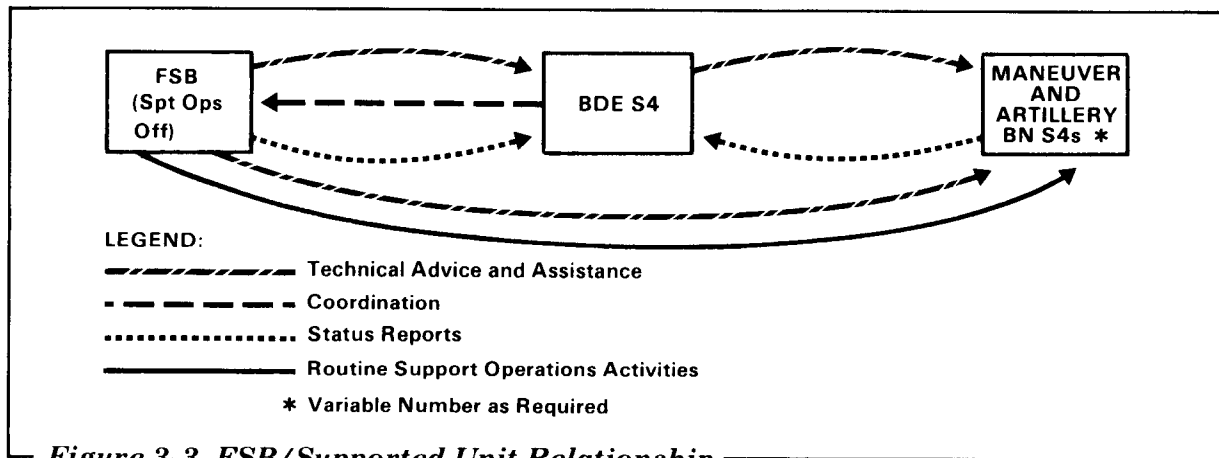 FSB
(Spt Ops
Off)
BDE S4
MANEUVER
AND
ARTILLERY
BN S4s *
LEGEND:
Technical Advice and Assistance
Coordination
Status Reports
Routine Support Operations Activities
* Variable Number as Required
Figure 3-3. FSB/Supported Unit Relationship